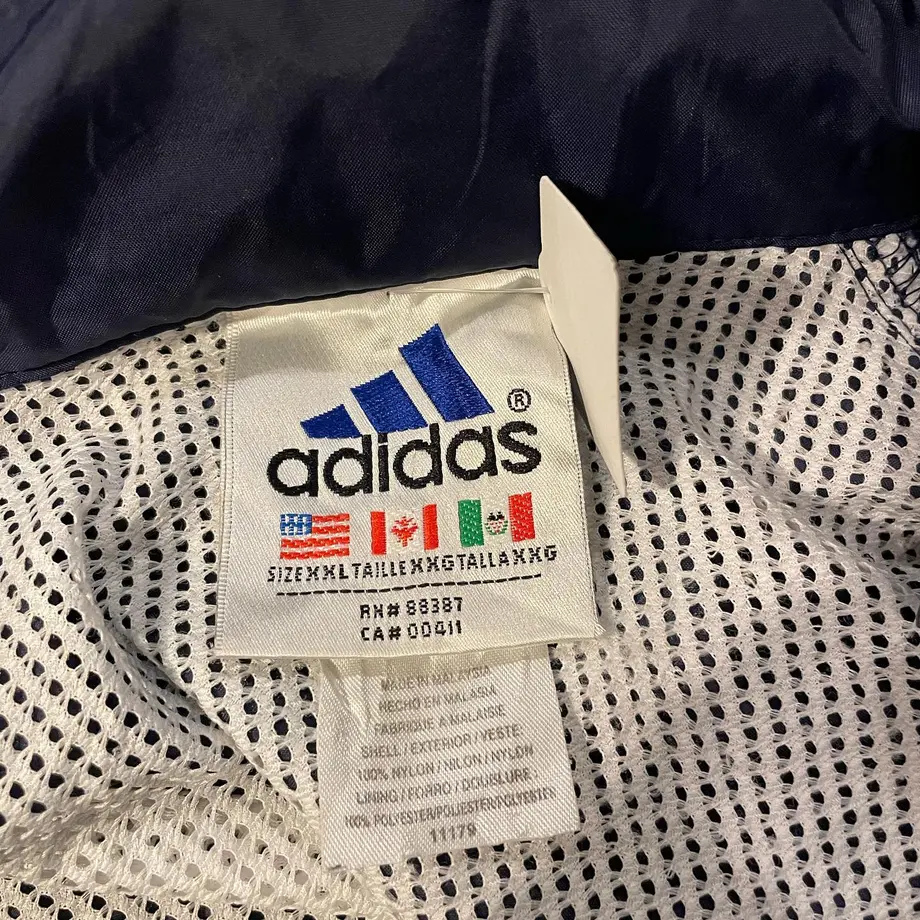 ®
adidas
SIZE XXL TAILLE XXG TALLA XXG
RN# 88387
CA# 00411
MADE IN MALAYSIA
HECHO EN MALASIA
FABRIQUE A MALAISIE
SHELL / EXTERIOR / VESTE:
100% NYLON / NILON / NYLON
LINING / FORRO / DOUBLURE:
100% POLYESTER/POLIESTER/POLYESTER
11179